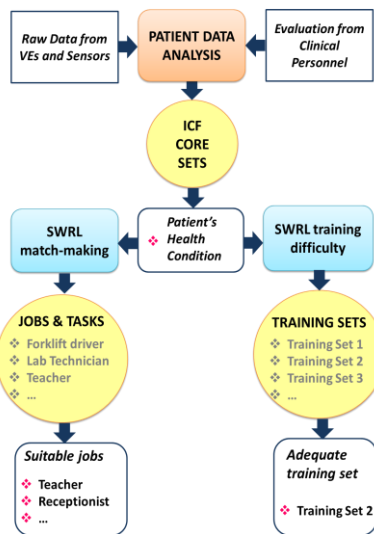 Raw Data from
VEs and Sensors
PATIENT DATA
ANALYSIS
Evaluation from
Clinical
Personnel
ICF
CORE
SETS
SWRL
match-making
Patient's
❖ Health
Condition
SWRL training
difficulty
JOBS & TASKS
❖ Forklift driver
❖ Lab Technician
❖ Teacher
❖ ...
TRAINING SETS
❖ Training Set 1
❖ Training Set 2
❖ Training Set 3
❖ ...
Suitable jobs
❖ Teacher
❖ Receptionist
❖ ...
Adequate
training set
❖ Training Set 2